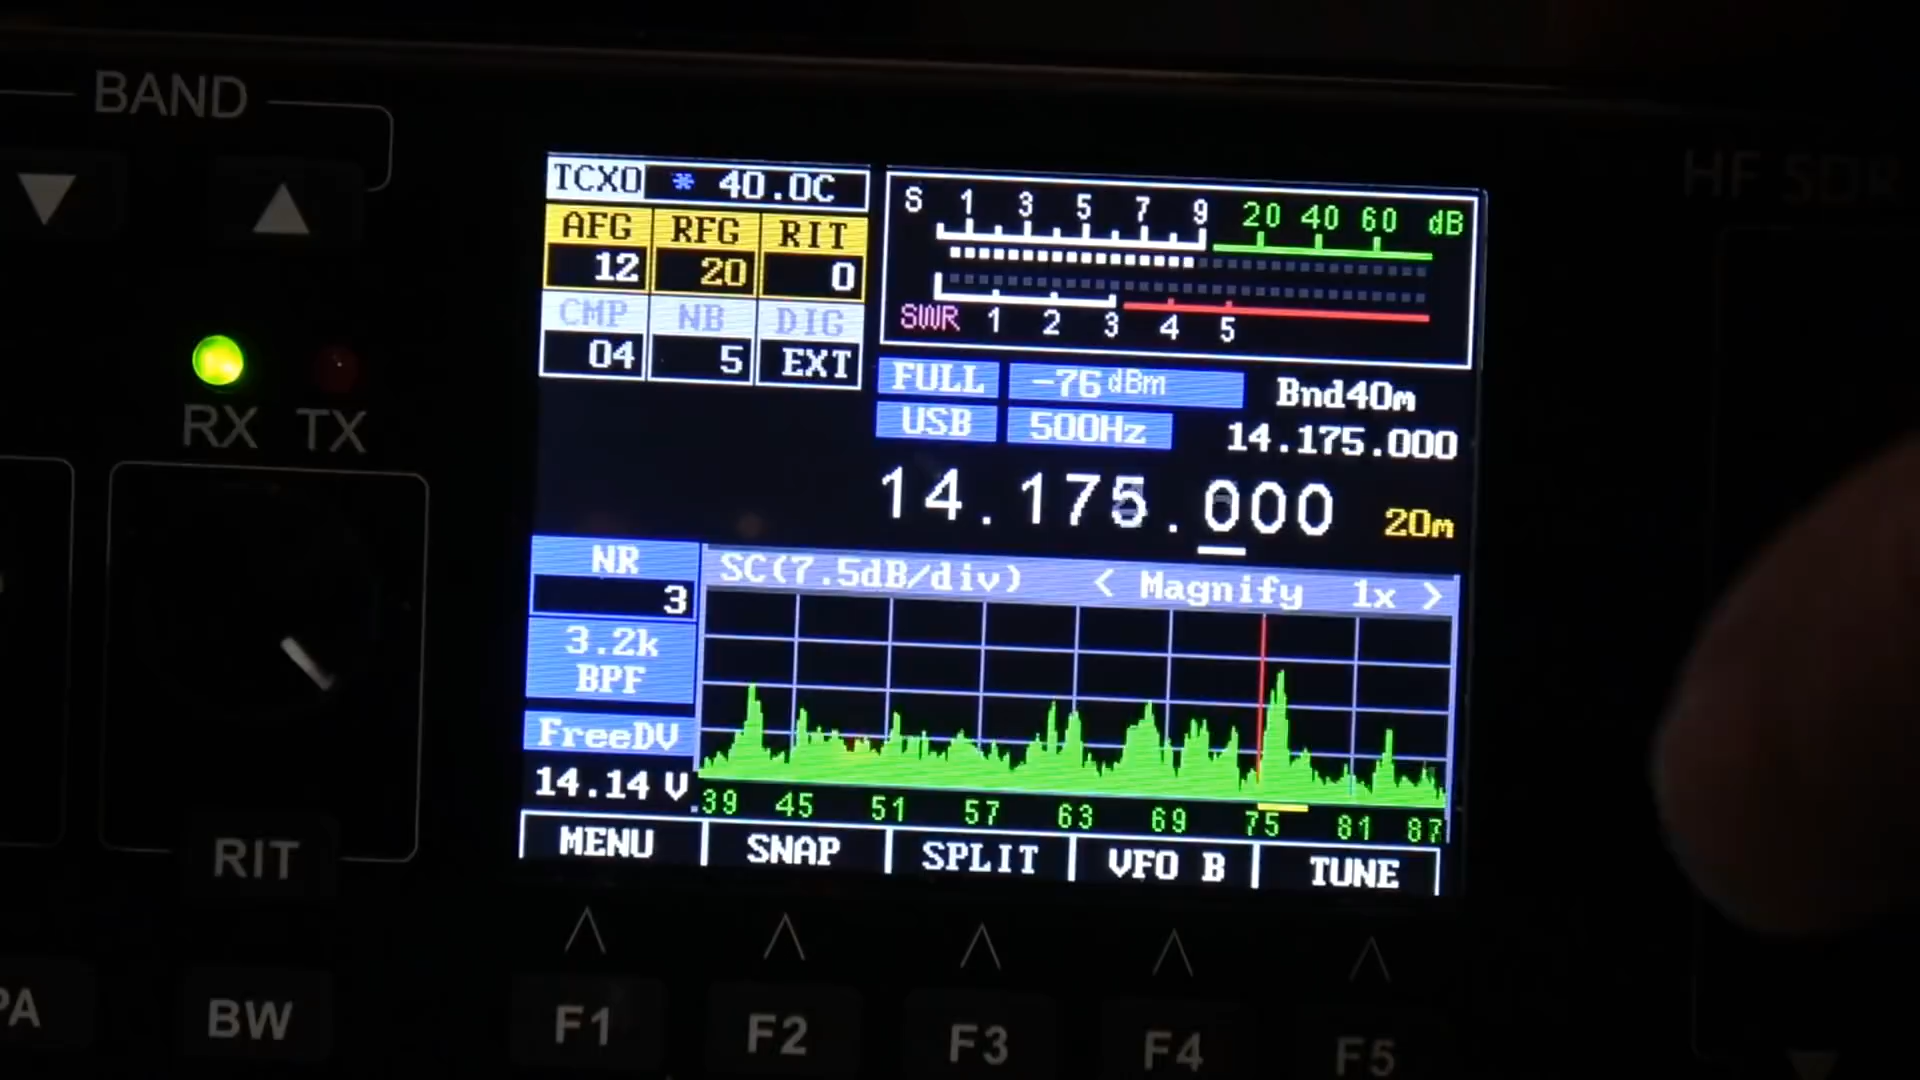 BAND
HF SDR
TCXO * 40.0C
AFG RFG RIT
12 20 0
CMP NB DIG
04 5 EXT
S 1 3 5 7 9 20 40 60 dB
SWR 1 2 3 4 5
FULL -76 dBm Bnd40m
USB 500Hz 14.175.000
14.175.000 20m
RX TX
NR
3
3.2k
BPF
FreeDV
14.14 V
SC(7.5dB/div) < Magnify 1x >
.39 45 51 57 63 69 75 81 87
MENU SNAP SPLIT VFO B TUNE
RIT
PA BW F1 F2 F3 F4 F5